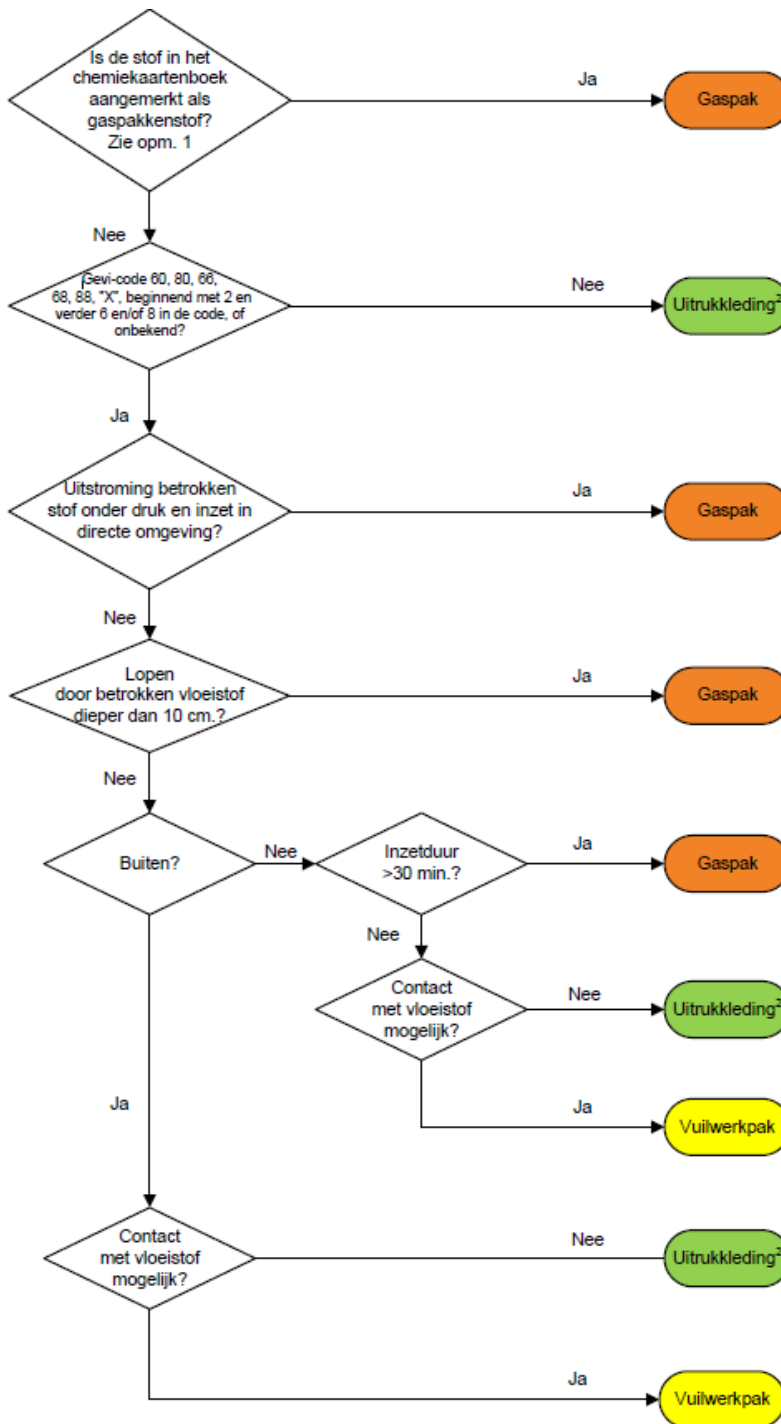 Is de stof in het
chemiekaartenboek
aangemerkt als
gaspakkenstof?
Zie opm. 1
Ja
Gaspak
Nee
Gevi-code 60, 80, 66,
68, 88, "X", beginnend met 2 en
verder 6 en/of 8 in de code, of
onbekend?
Nee
Uitrukkleding²
Ja
Uitstroming betrokken
stof onder druk en inzet in
directe omgeving?
Ja
Gaspak
Nee
Lopen
door betrokken vloeistof
dieper dan 10 cm.?
Ja
Gaspak
Nee
Buiten?
Nee
Inzetduur
>30 min.?
Ja
Gaspak
Nee
Contact
met vloeistof
mogelijk?
Nee
Uitrukkleding²
Ja
Vuilwerkpak
Ja
Contact
met vloeistof
mogelijk?
Nee
Uitrukkleding²
Ja
Vuilwerkpak